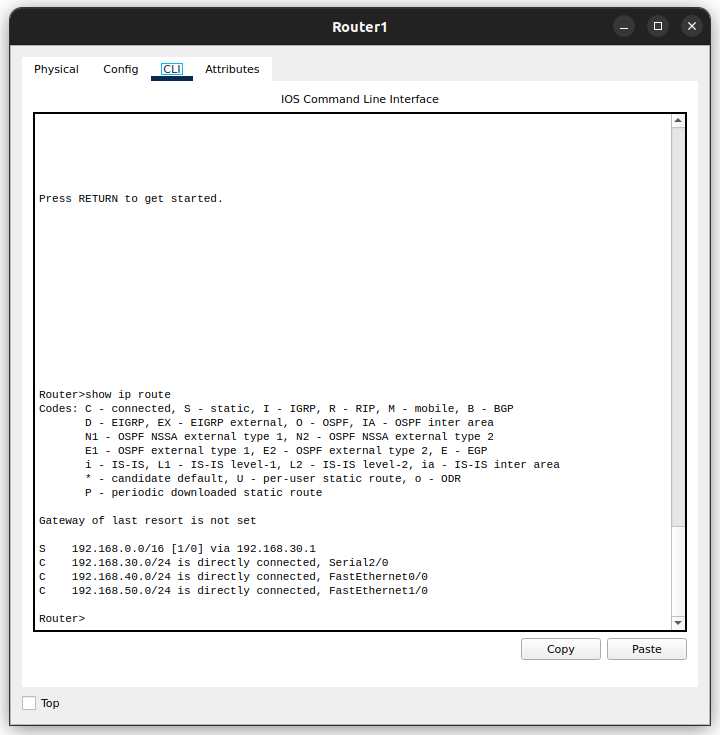 Router1
Physical Config CLI Attributes
IOS Command Line Interface
Press RETURN to get started.
Router>show ip route
Codes: C - connected, S - static, I - IGRP, R - RIP, M - mobile, B - BGP
       D - EIGRP, EX - EIGRP external, O - OSPF, IA - OSPF inter area
       N1 - OSPF NSSA external type 1, N2 - OSPF NSSA external type 2
       E1 - OSPF external type 1, E2 - OSPF external type 2, E - EGP
       i - IS-IS, L1 - IS-IS level-1, L2 - IS-IS level-2, ia - IS-IS inter area
       * - candidate default, U - per-user static route, o - ODR
       P - periodic downloaded static route
Gateway of last resort is not set
S    192.168.0.0/16 [1/0] via 192.168.30.1
C    192.168.30.0/24 is directly connected, Serial2/0
C    192.168.40.0/24 is directly connected, FastEthernet0/0
C    192.168.50.0/24 is directly connected, FastEthernet1/0
Router>
Copy Paste
Top